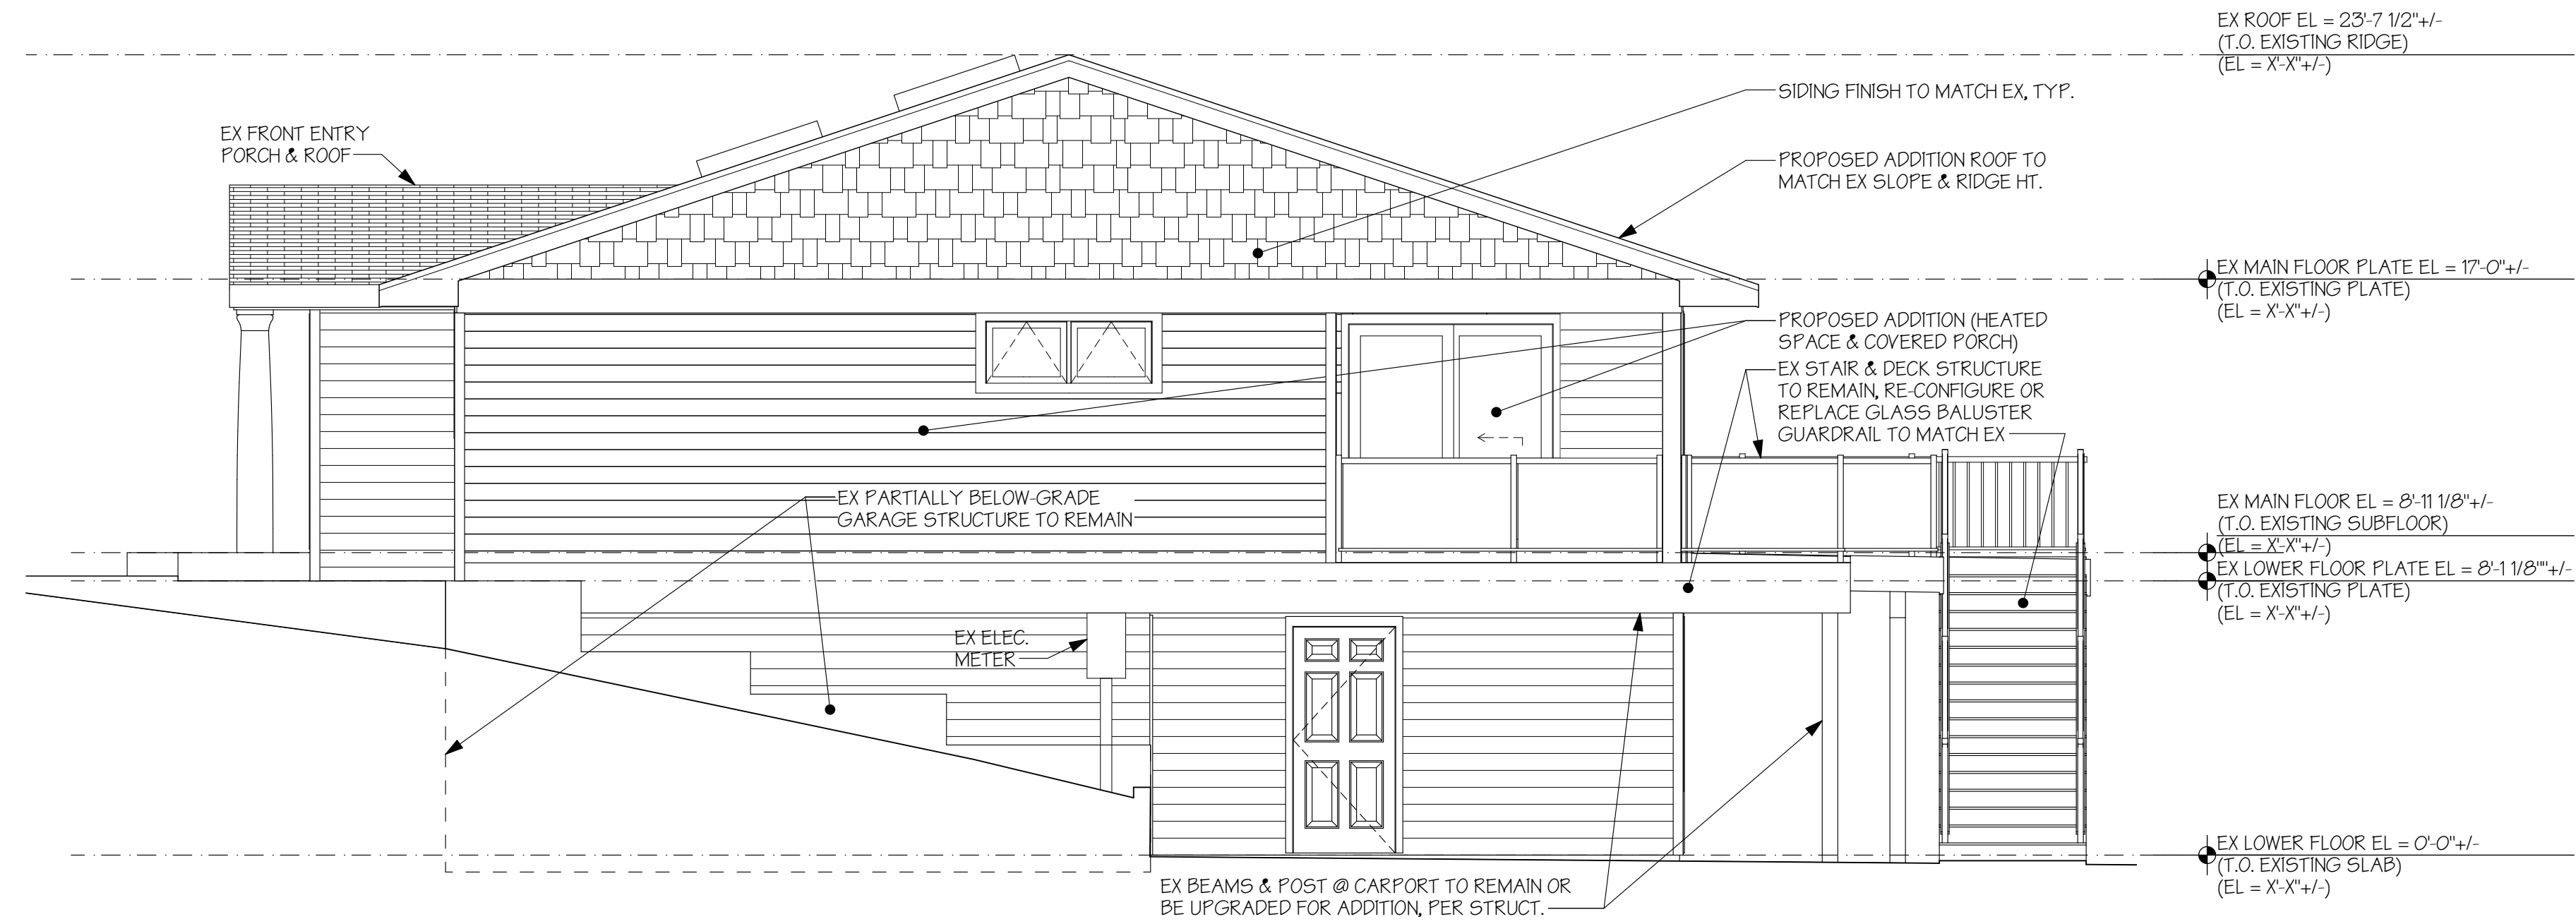 EX ROOF EL = 23'-7 1/2"+/-
(T.O. EXISTING RIDGE)
(EL = X'-X"+/-)
SIDING FINISH TO MATCH EX, TYP.
EX FRONT ENTRY
PORCH & ROOF
PROPOSED ADDITION ROOF TO
MATCH EX SLOPE & RIDGE HT.
EX MAIN FLOOR PLATE EL = 17'-0"+/-
(T.O. EXISTING PLATE)
(EL = X'-X"+/-)
PROPOSED ADDITION (HEATED
SPACE & COVERED PORCH)
EX STAIR & DECK STRUCTURE
TO REMAIN, RE-CONFIGURE OR
REPLACE GLASS BALUSTER
GUARDRAIL TO MATCH EX
EX PARTIALLY BELOW-GRADE
GARAGE STRUCTURE TO REMAIN
EX MAIN FLOOR EL = 8'-11 1/8"+/-
(T.O. EXISTING SUBFLOOR)
(EL = X'-X"+/-)
EX LOWER FLOOR PLATE EL = 8'-1 1/8""+/-
(T.O. EXISTING PLATE)
(EL = X'-X"+/-)
EX ELEC.
METER
EX LOWER FLOOR EL = 0'-0"+/-
(T.O. EXISTING SLAB)
(EL = X'-X"+/-)
EX BEAMS & POST @ CARPORT TO REMAIN OR
BE UPGRADED FOR ADDITION, PER STRUCT.